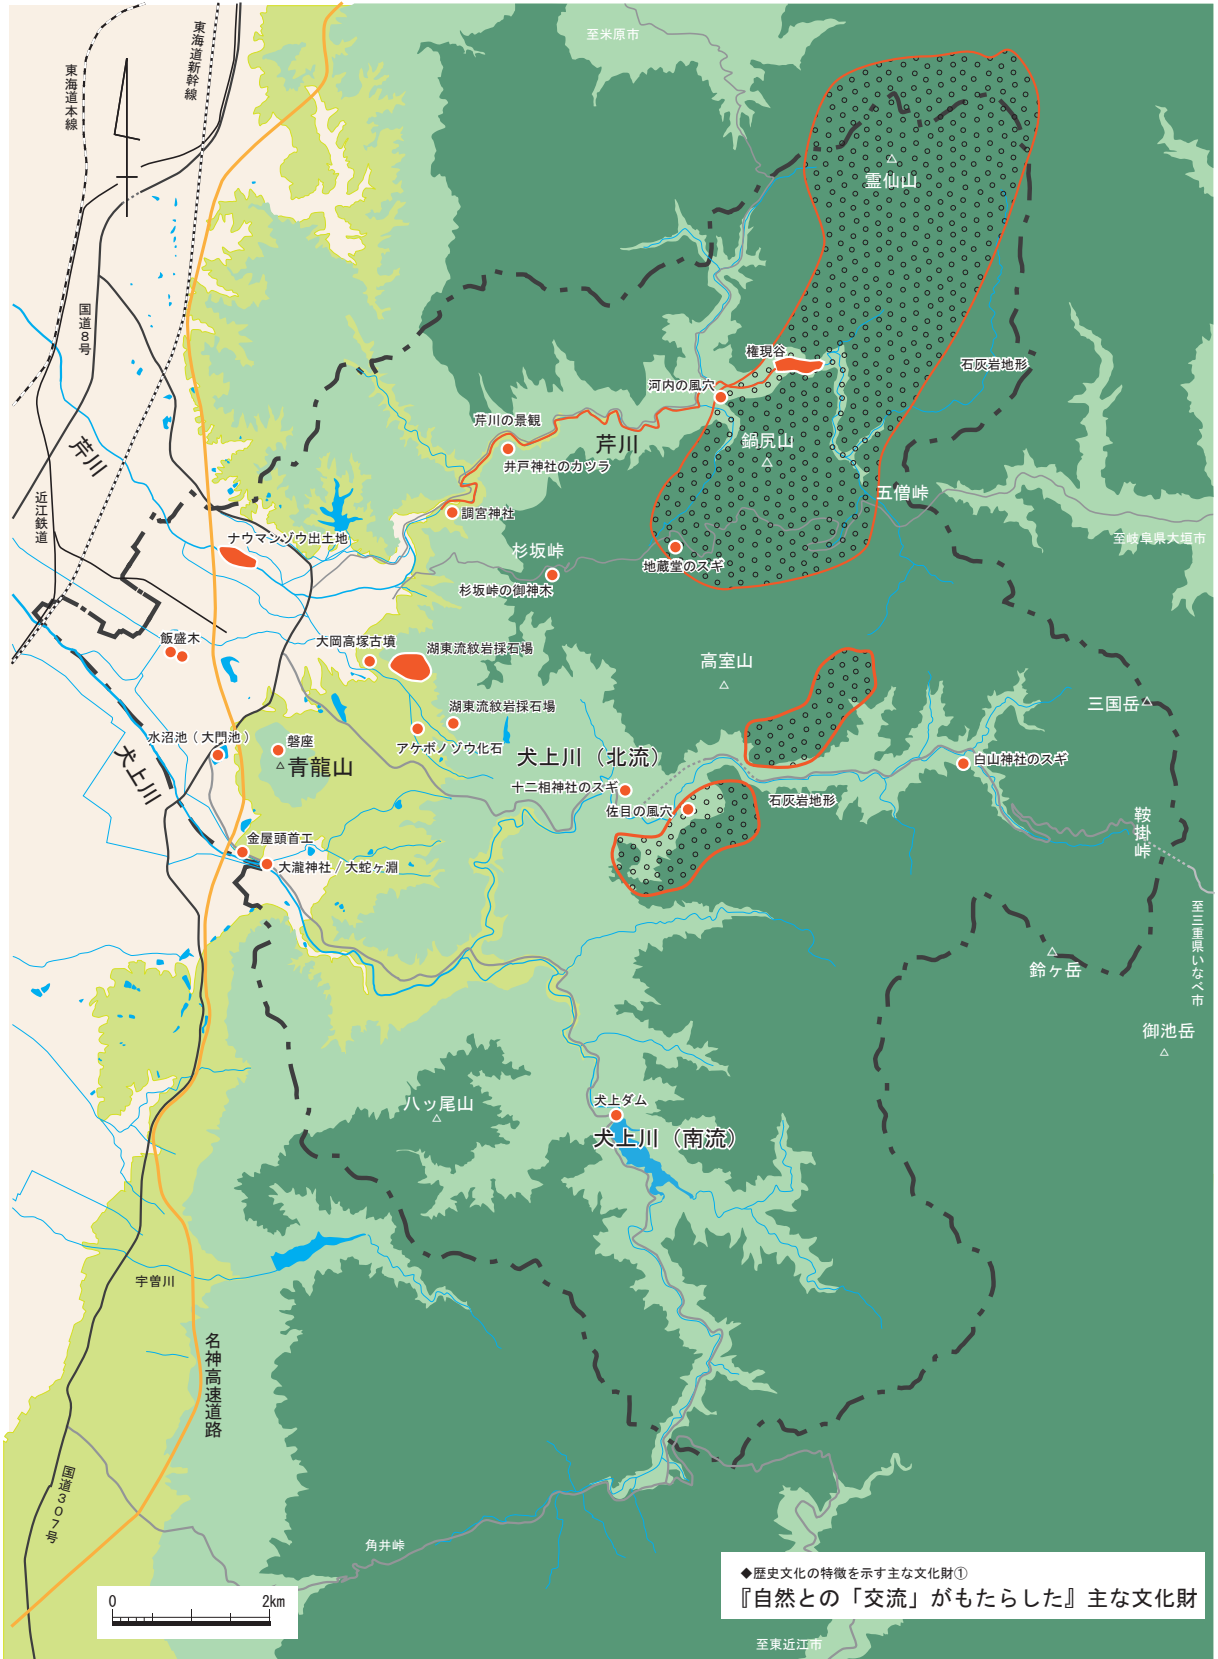 至米原市
東海道新幹線
東海道本線
霊仙山
国道8号
権現谷
石灰岩地形
河内の風穴
芹川の景観
芹川
鍋尻山
芹川
井戸神社のカツラ
五僧峠
近江鉄道
調宮神社
ナウマンゾウ出土地
至岐阜県大垣市
杉坂峠
地蔵堂のスギ
杉坂峠の御神木
飯盛木
大岡高塚古墳
湖東流紋岩採石場
高室山
三国岳
湖東流紋岩採石場
水沼池(大門池)
磐座
アケボノゾウ化石
犬上川(北流)
白山神社のスギ
青龍山
犬上川
十二相神社のスギ
石灰岩地形
佐目の風穴
鞍掛峠
金屋頭首工
大瀧神社/大蛇ヶ淵
至三重県いなべ市
鈴ヶ岳
御池岳
八ッ尾山
犬上ダム
犬上川(南流)
宇曽川
名神高速道路
国道307号
角井峠
◆歴史文化の特徴を示す主な文化財①
『自然との「交流」がもたらした』主な文化財
0 2km
至東近江市